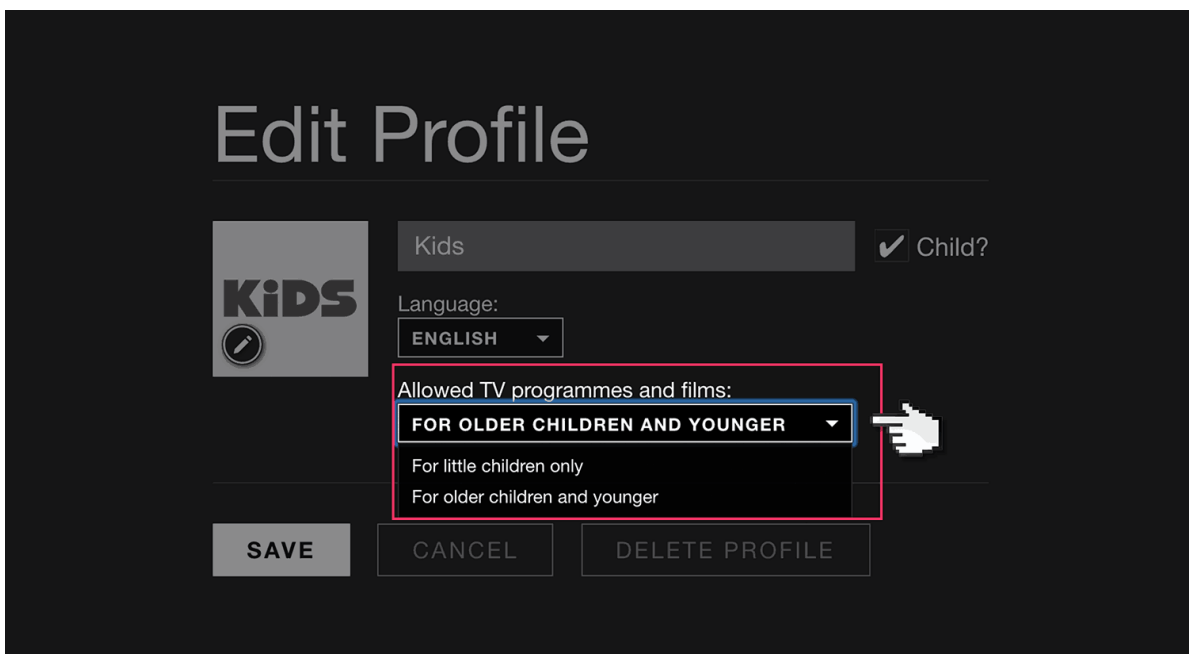 Edit Profile
KiDS
Kids
Child?
Language:
ENGLISH
Allowed TV programmes and films:
FOR OLDER CHILDREN AND YOUNGER
For little children only
For older children and younger
SAVE
CANCEL
DELETE PROFILE